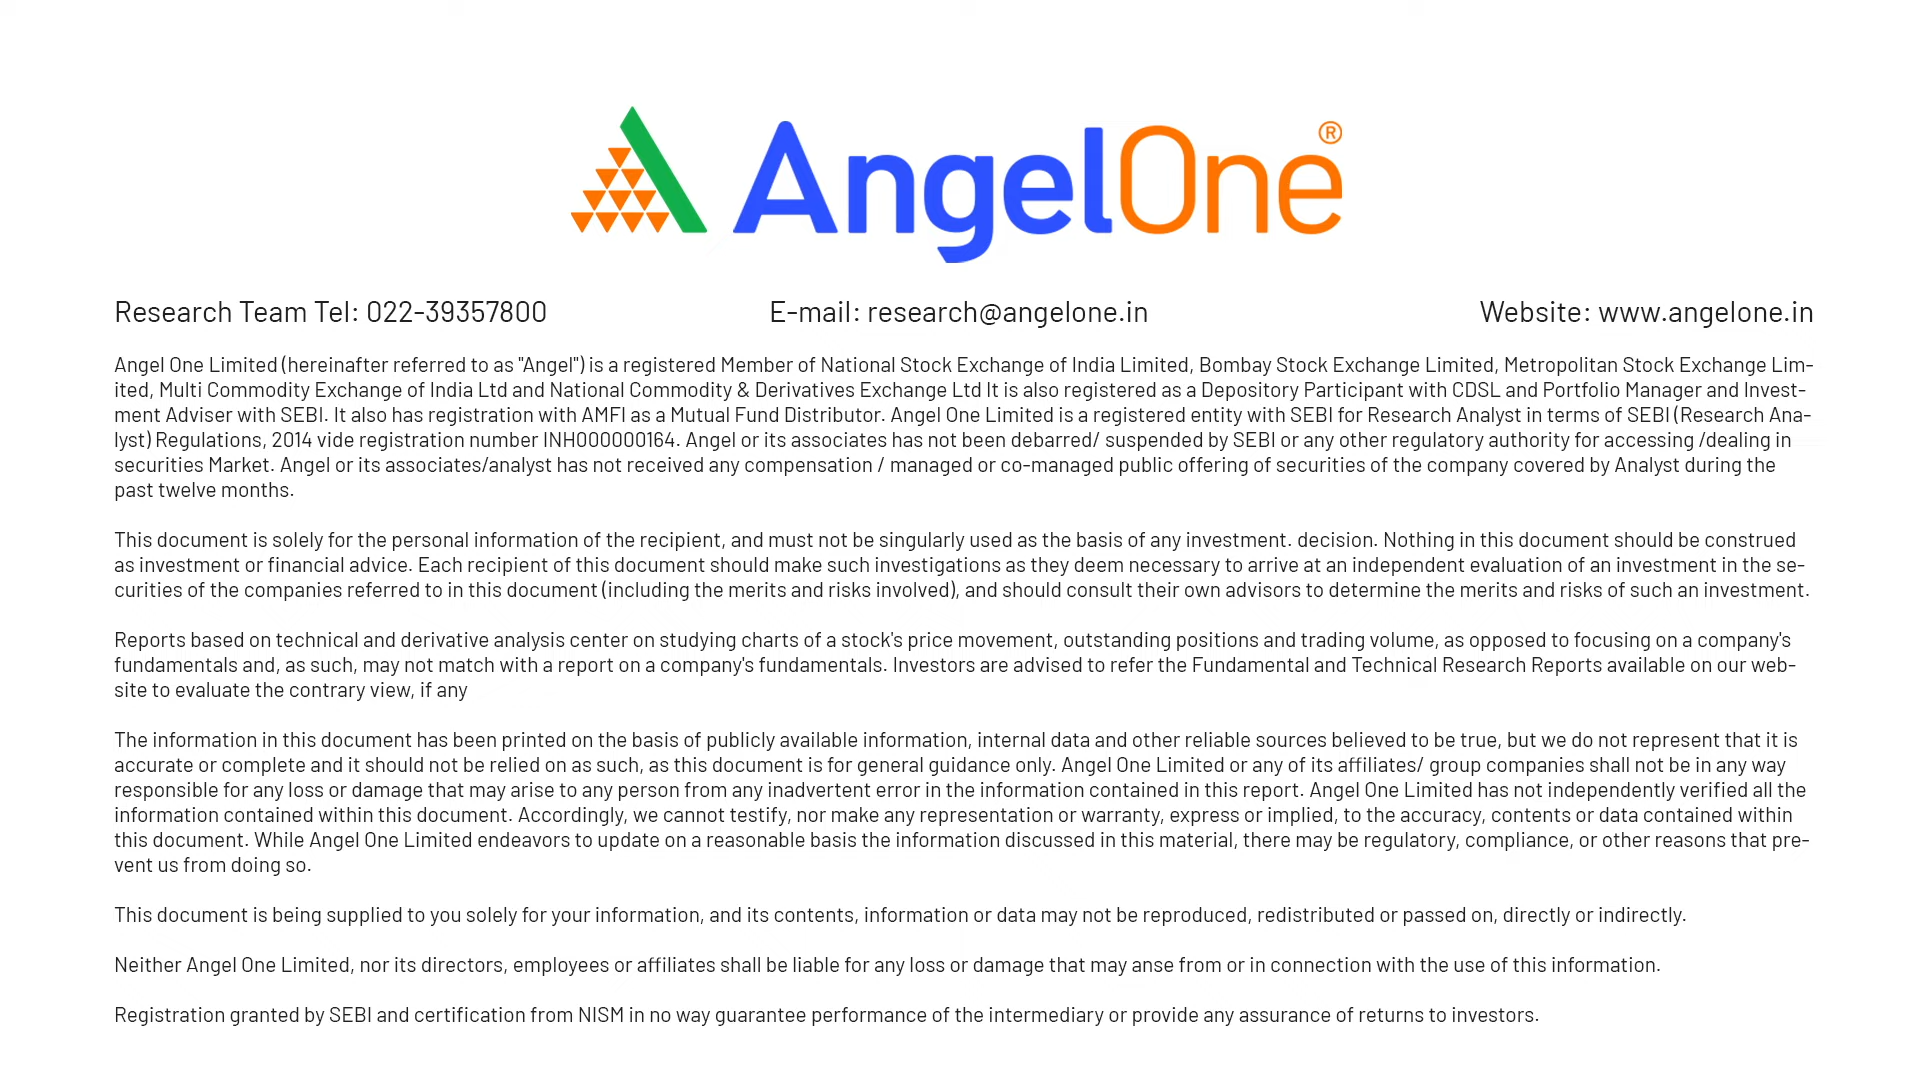 AngelOne®
Research Team Tel: 022-39357800 E-mail: research@angelone.in Website: www.angelone.in
Angel One Limited (hereinafter referred to as "Angel") is a registered Member of National Stock Exchange of India Limited, Bombay Stock Exchange Limited, Metropolitan Stock Exchange Lim-
ited, Multi Commodity Exchange of India Ltd and National Commodity & Derivatives Exchange Ltd It is also registered as a Depository Participant with CDSL and Portfolio Manager and Invest-
ment Adviser with SEBI. It also has registration with AMFI as a Mutual Fund Distributor. Angel One Limited is a registered entity with SEBI for Research Analyst in terms of SEBI (Research Ana-
lyst) Regulations, 2014 vide registration number INH000000164. Angel or its associates has not been debarred/ suspended by SEBI or any other regulatory authority for accessing /dealing in
securities Market. Angel or its associates/analyst has not received any compensation / managed or co-managed public offering of securities of the company covered by Analyst during the
past twelve months.
This document is solely for the personal information of the recipient, and must not be singularly used as the basis of any investment. decision. Nothing in this document should be construed
as investment or financial advice. Each recipient of this document should make such investigations as they deem necessary to arrive at an independent evaluation of an investment in the se-
curities of the companies referred to in this document (including the merits and risks involved), and should consult their own advisors to determine the merits and risks of such an investment.
Reports based on technical and derivative analysis center on studying charts of a stock's price movement, outstanding positions and trading volume, as opposed to focusing on a company's
fundamentals and, as such, may not match with a report on a company's fundamentals. Investors are advised to refer the Fundamental and Technical Research Reports available on our web-
site to evaluate the contrary view, if any
The information in this document has been printed on the basis of publicly available information, internal data and other reliable sources believed to be true, but we do not represent that it is
accurate or complete and it should not be relied on as such, as this document is for general guidance only. Angel One Limited or any of its affiliates/ group companies shall not be in any way
responsible for any loss or damage that may arise to any person from any inadvertent error in the information contained in this report. Angel One Limited has not independently verified all the
information contained within this document. Accordingly, we cannot testify, nor make any representation or warranty, express or implied, to the accuracy, contents or data contained within
this document. While Angel One Limited endeavors to update on a reasonable basis the information discussed in this material, there may be regulatory, compliance, or other reasons that pre-
vent us from doing so.
This document is being supplied to you solely for your information, and its contents, information or data may not be reproduced, redistributed or passed on, directly or indirectly.
Neither Angel One Limited, nor its directors, employees or affiliates shall be liable for any loss or damage that may anse from or in connection with the use of this information.
Registration granted by SEBI and certification from NISM in no way guarantee performance of the intermediary or provide any assurance of returns to investors.